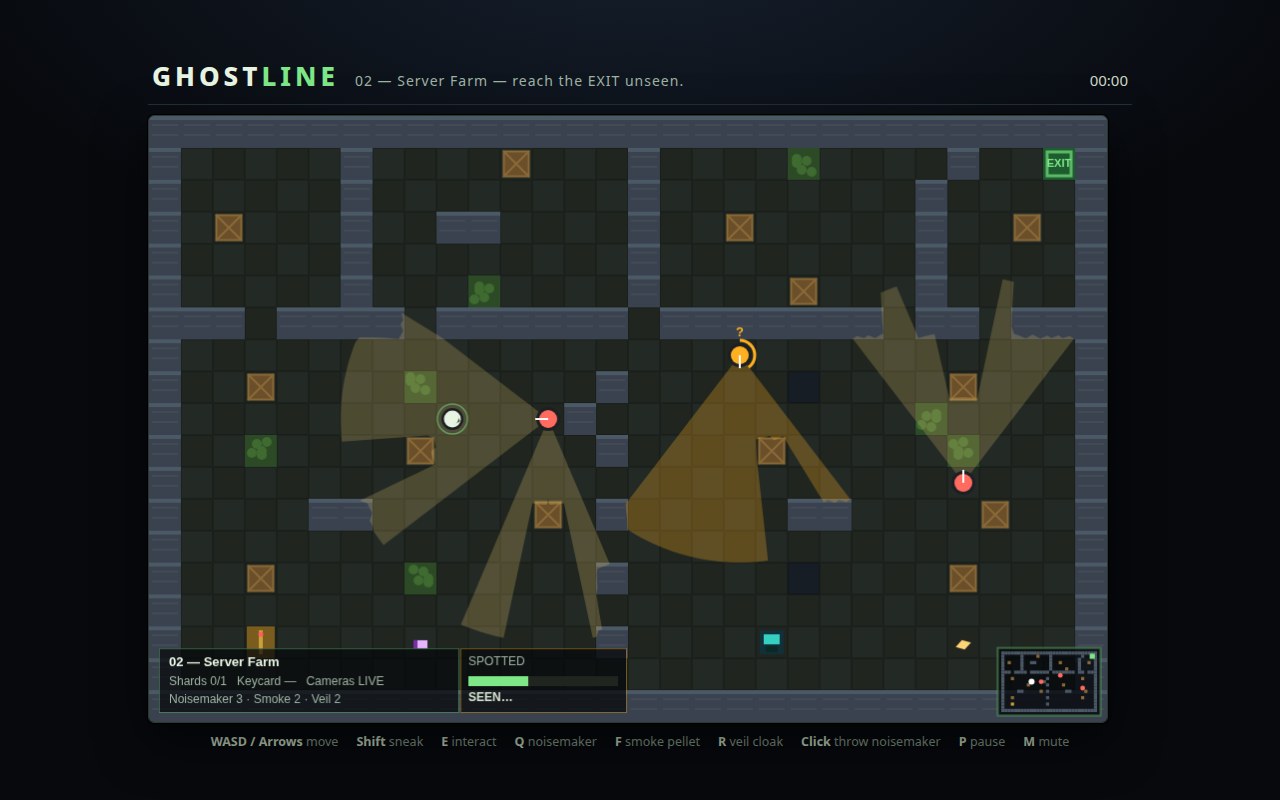 GHOSTLINE 02 — Server Farm — reach the EXIT unseen. 00:00
EXIT
?
02 — Server Farm
Shards 0/1 Keycard — Cameras LIVE
Noisemaker 3 · Smoke 2 · Veil 2
SPOTTED
SEEN...
WASD / Arrows move Shift sneak E interact Q noisemaker F smoke pellet R veil cloak Click throw noisemaker P pause M mute